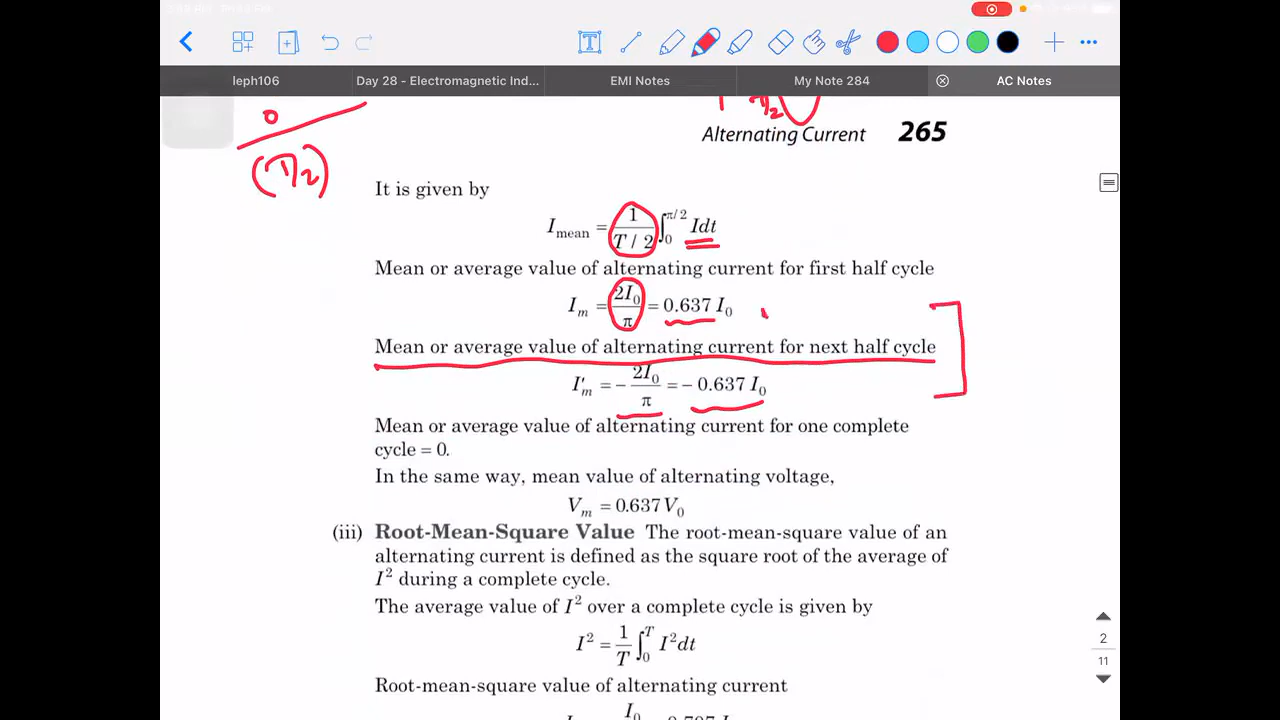 leph106
Day 28 - Electromagnetic Ind...
EMI Notes
My Note 284
AC Notes
0
(π/2)
π/2
Alternating Current 265
It is given by
I_mean = 1/(T / 2) ∫_0^{π/2} Idt
Mean or average value of alternating current for first half cycle
I_m = 2I_0/π = 0.637 I_0
Mean or average value of alternating current for next half cycle
I'_m = − 2I_0/π = − 0.637 I_0
Mean or average value of alternating current for one complete
cycle = 0.
In the same way, mean value of alternating voltage,
V_m = 0.637 V_0
(iii) Root-Mean-Square Value The root-mean-square value of an
alternating current is defined as the square root of the average of
I² during a complete cycle.
The average value of I² over a complete cycle is given by
I² = 1/T ∫_0^T I²dt
2
11
Root-mean-square value of alternating current
I_0